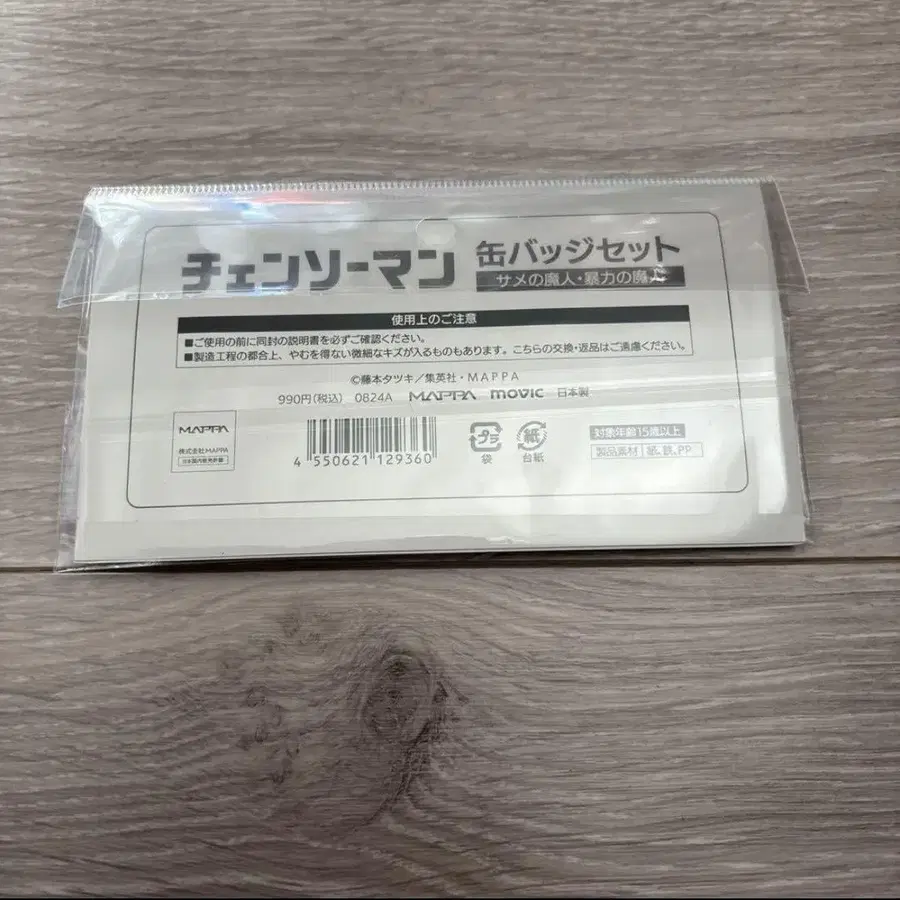 チェンソーマン 缶バッジセット
サメの魔人・暴力の魔人
使用上のご注意
■ご使用の前に同封の説明書を必ずご確認ください。
■製造工程の都合上、やむを得ない微細なキズが入るものもあります。こちらの交換・返品はご遠慮ください。
©藤本タツキ／集英社・MAPPA
990円(税込) 0824A MAPPA movic 日本製
MAPPA
株式会社MAPPA
4 550621 129360
プラ
袋
紙
台紙
対象年齢15歳以上
製品素材 紙、鉄、PP